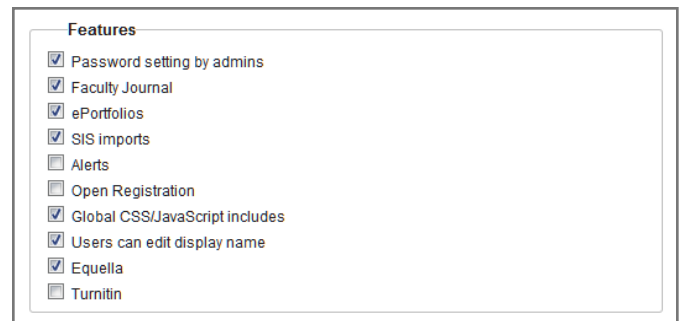 Features
Password setting by admins
Faculty Journal
ePortfolios
SIS imports
Alerts
Open Registration
Global CSS/JavaScript includes
Users can edit display name
Equella
Turnitin